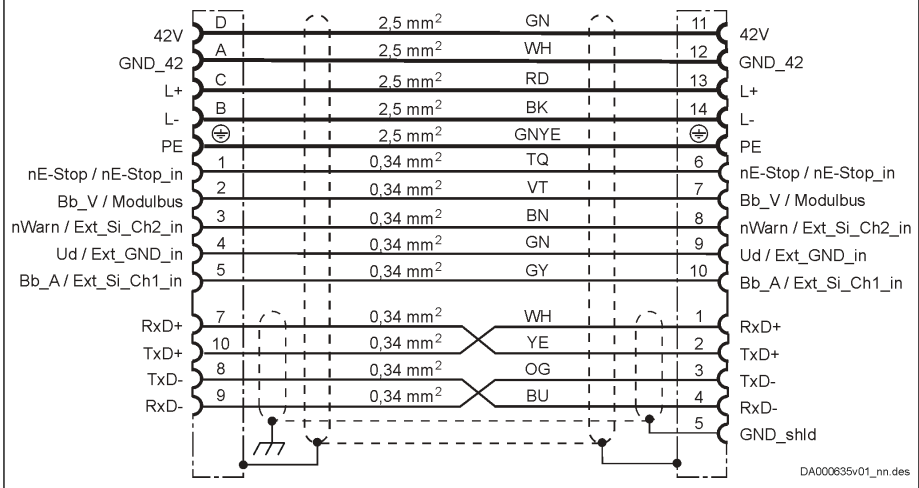 42V D 2,5 mm² GN 11 42V
GND_42 A 2,5 mm² WH 12 GND_42
L+ C 2,5 mm² RD 13 L+
L- B 2,5 mm² BK 14 L-
PE 2,5 mm² GNYE PE
nE-Stop / nE-Stop_in 1 0,34 mm² TQ 6 nE-Stop / nE-Stop_in
Bb_V / Modulbus 2 0,34 mm² VT 7 Bb_V / Modulbus
nWarn / Ext_Si_Ch2_in 3 0,34 mm² BN 8 nWarn / Ext_Si_Ch2_in
Ud / Ext_GND_in 4 0,34 mm² GN 9 Ud / Ext_GND_in
Bb_A / Ext_Si_Ch1_in 5 0,34 mm² GY 10 Bb_A / Ext_Si_Ch1_in
RxD+ 7 0,34 mm² WH 1 RxD+
TxD+ 10 0,34 mm² YE 2 TxD+
TxD- 8 0,34 mm² OG 3 TxD-
RxD- 9 0,34 mm² BU 4 RxD-
5 GND_shld
DA000635v01_nn.des